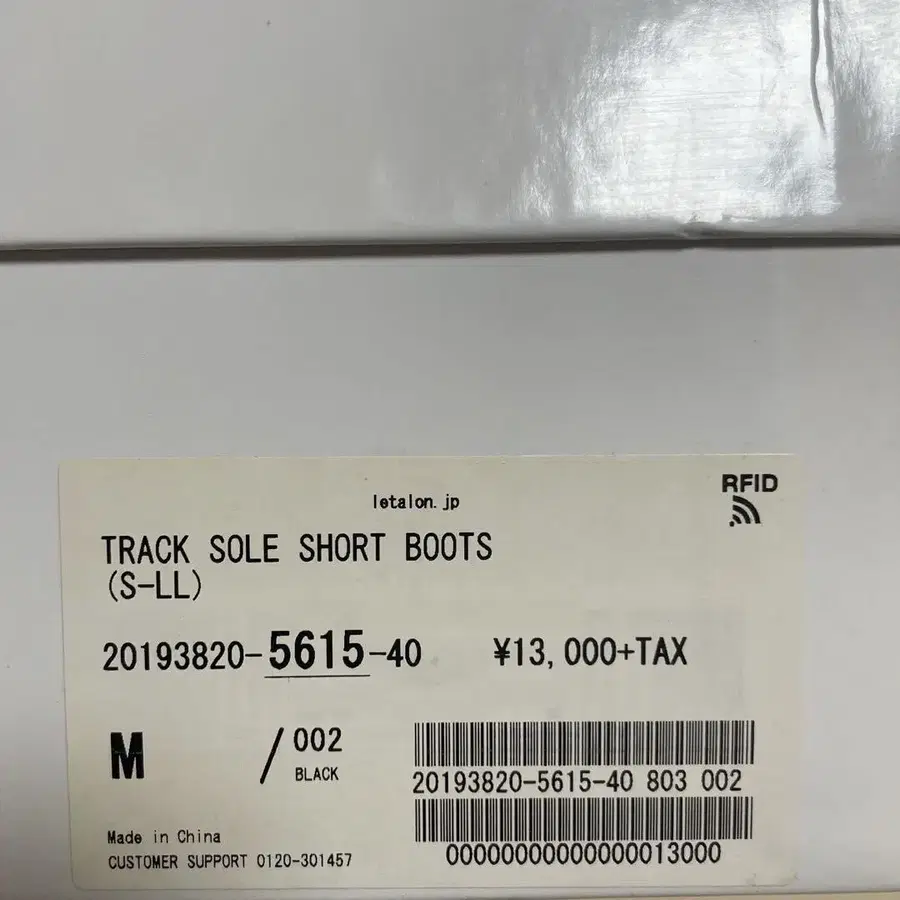 letalon.jp
RFID
TRACK SOLE SHORT BOOTS
(S-LL)
20193820-5615-40 ¥13,000+TAX
M / 002
BLACK
20193820-5615-40 803 002
Made in China
CUSTOMER SUPPORT 0120-301457
00000000000000013000